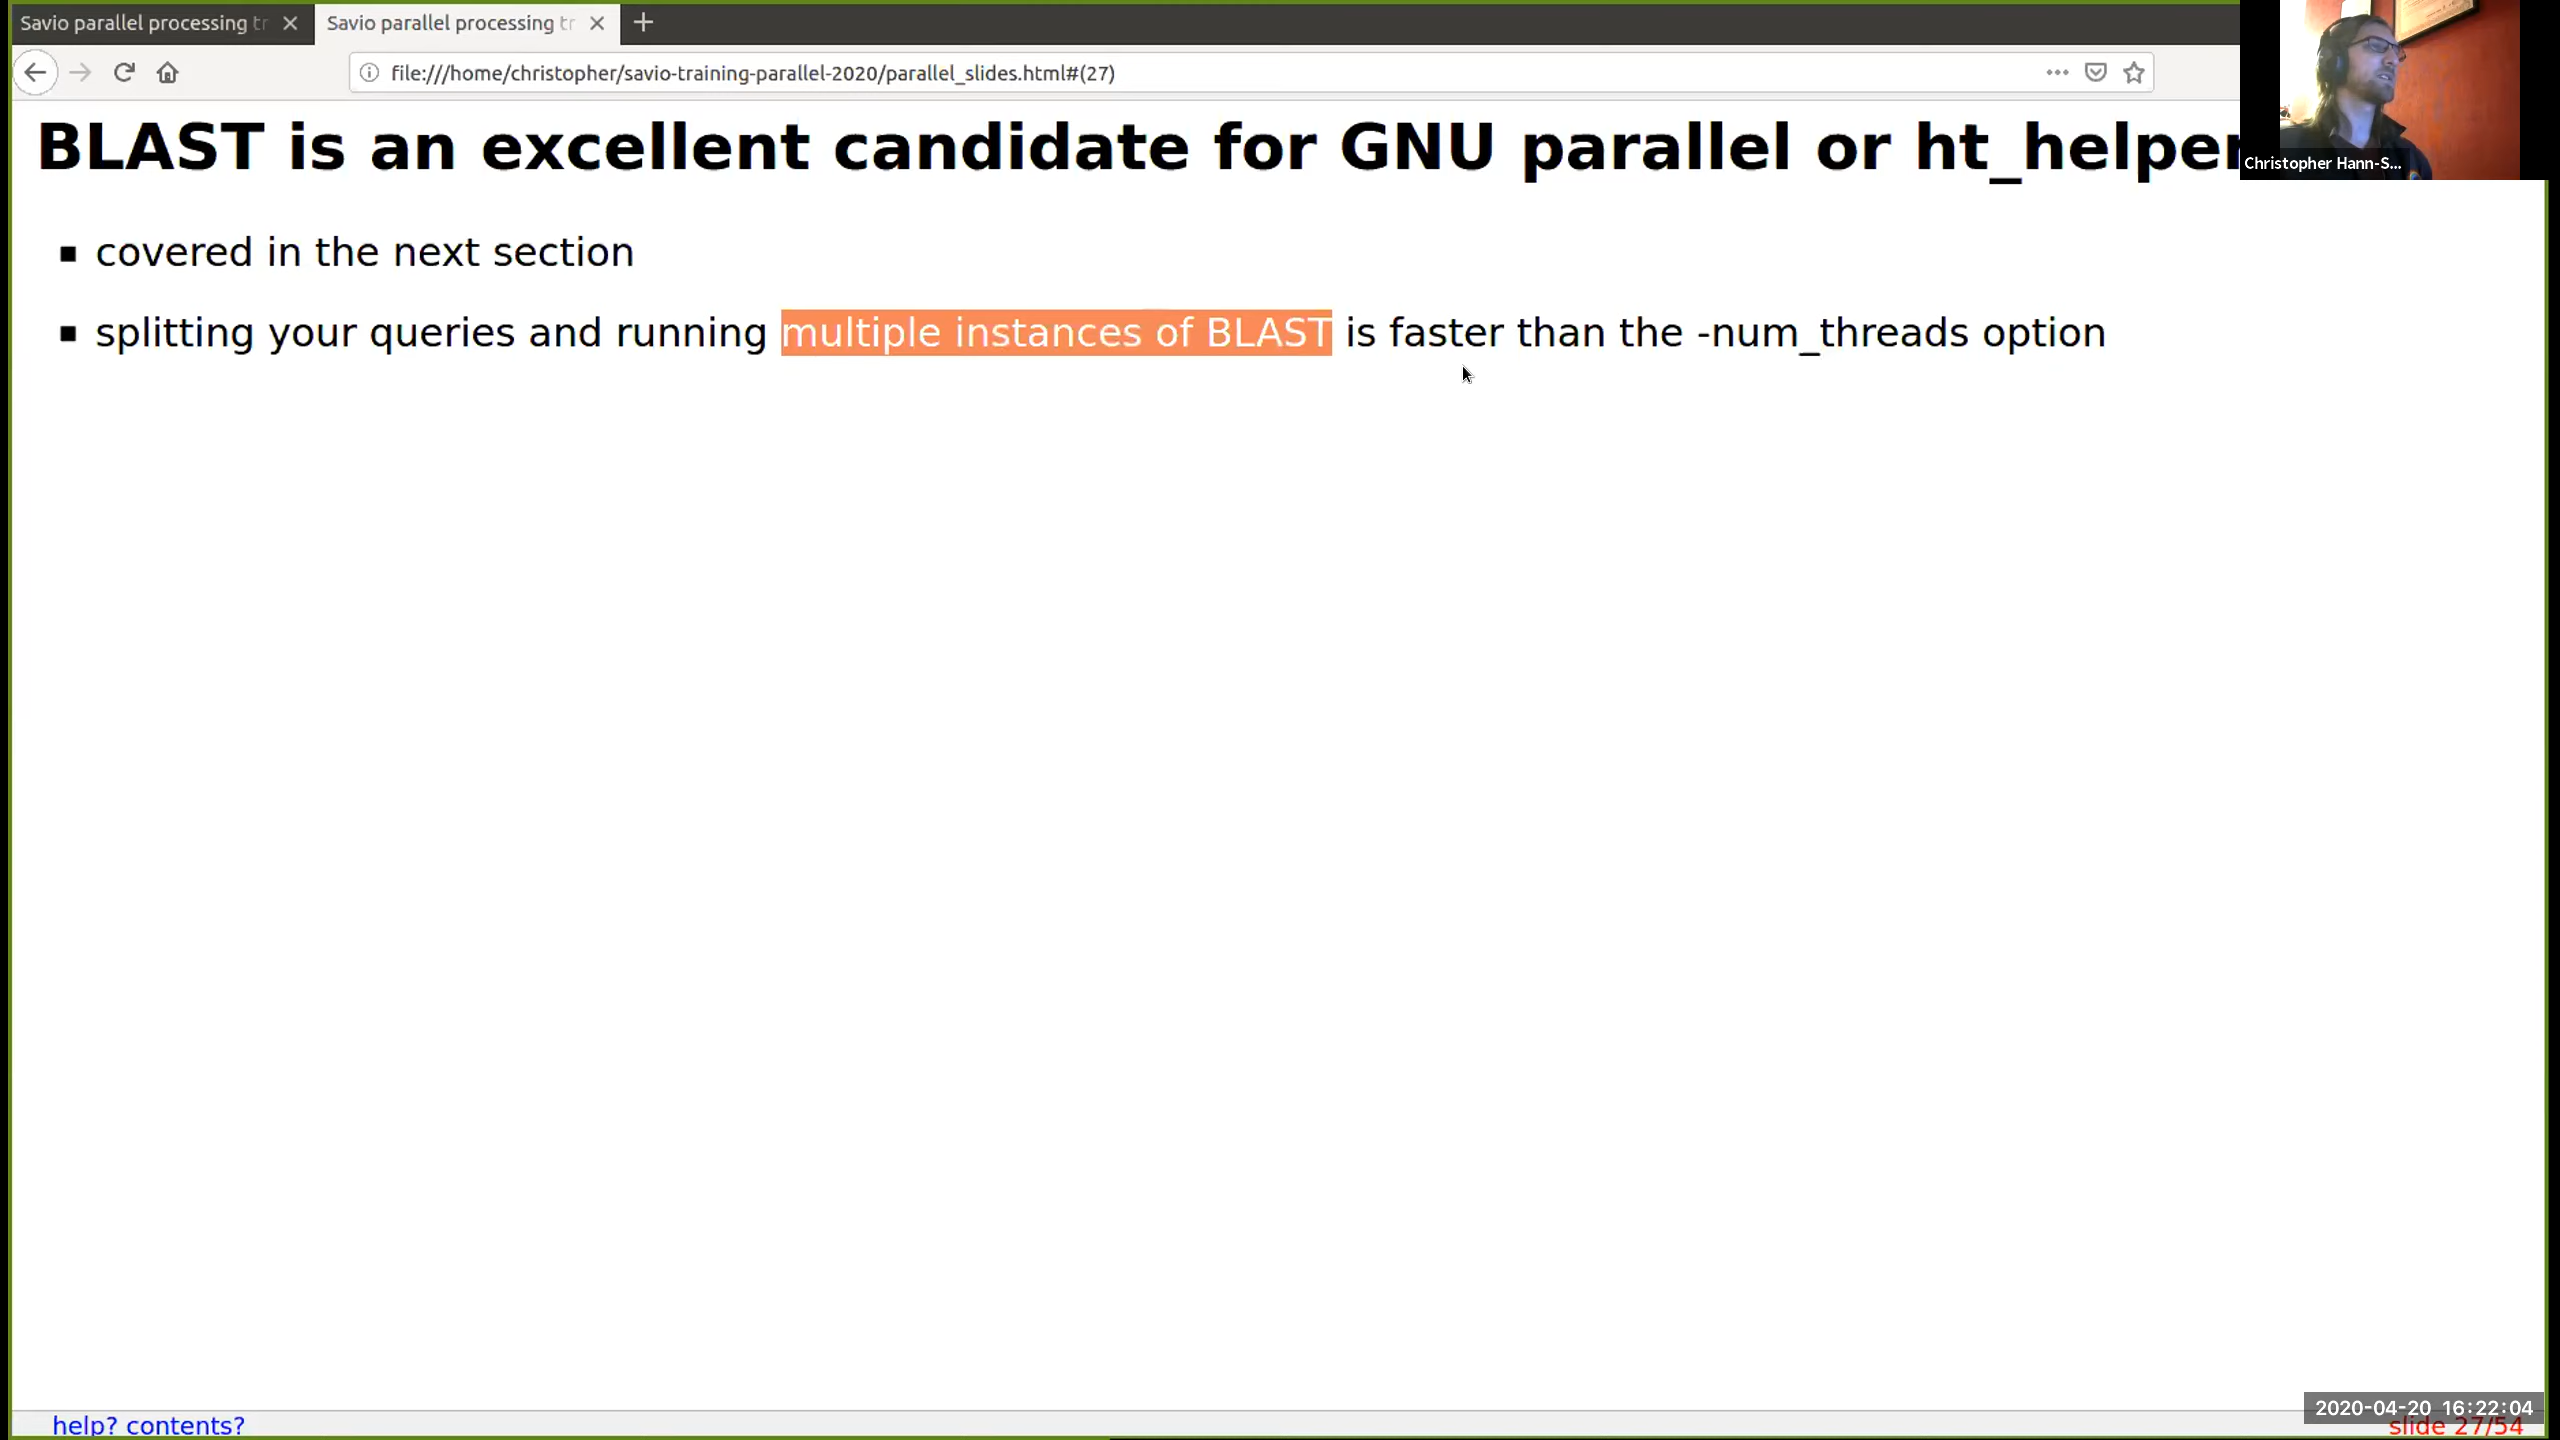 Savio parallel processing tr
Savio parallel processing tr
file:///home/christopher/savio-training-parallel-2020/parallel_slides.html#(27)
BLAST is an excellent candidate for GNU parallel or ht_helper
Christopher Hann-S...
covered in the next section
splitting your queries and running multiple instances of BLAST is faster than the -num_threads option
2020-04-20 16:22:04
help? contents?
slide 27/54